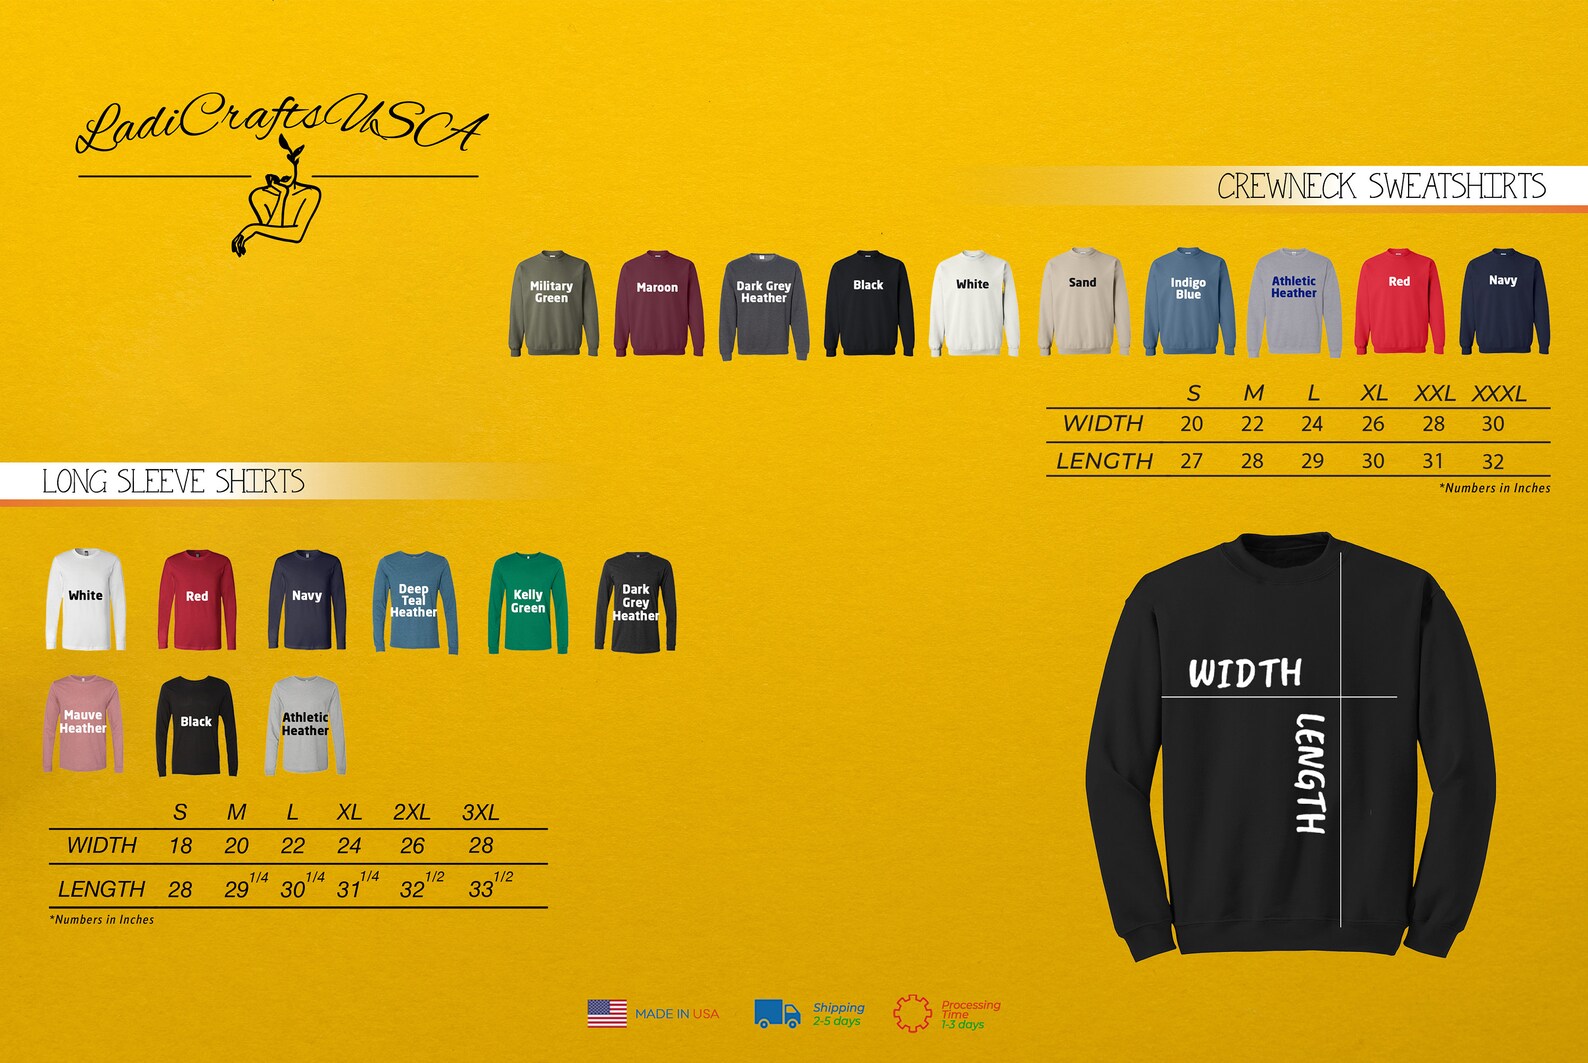 LadiCraftsUSA
CREWNECK SWEATSHIRTS
Military
Green
Maroon
Dark Grey
Heather
Black
White
Sand
Indigo
Blue
Athletic
Heather
Red
Navy
S M L XL XXL XXXL
WIDTH 20 22 24 26 28 30
LENGTH 27 28 29 30 31 32
*Numbers in Inches
LONG SLEEVE SHIRTS
White
Red
Navy
Deep
Teal
Heather
Kelly
Green
Dark
Grey
Heather
Mauve
Heather
Black
Athletic
Heather
S M L XL 2XL 3XL
WIDTH 18 20 22 24 26 28
LENGTH 28 29 1/4 30 1/4 31 1/4 32 1/2 33 1/2
*Numbers in Inches
WIDTH
LENGTH
MADE IN USA
Shipping
2-5 days
Processing
Time
1-3 days